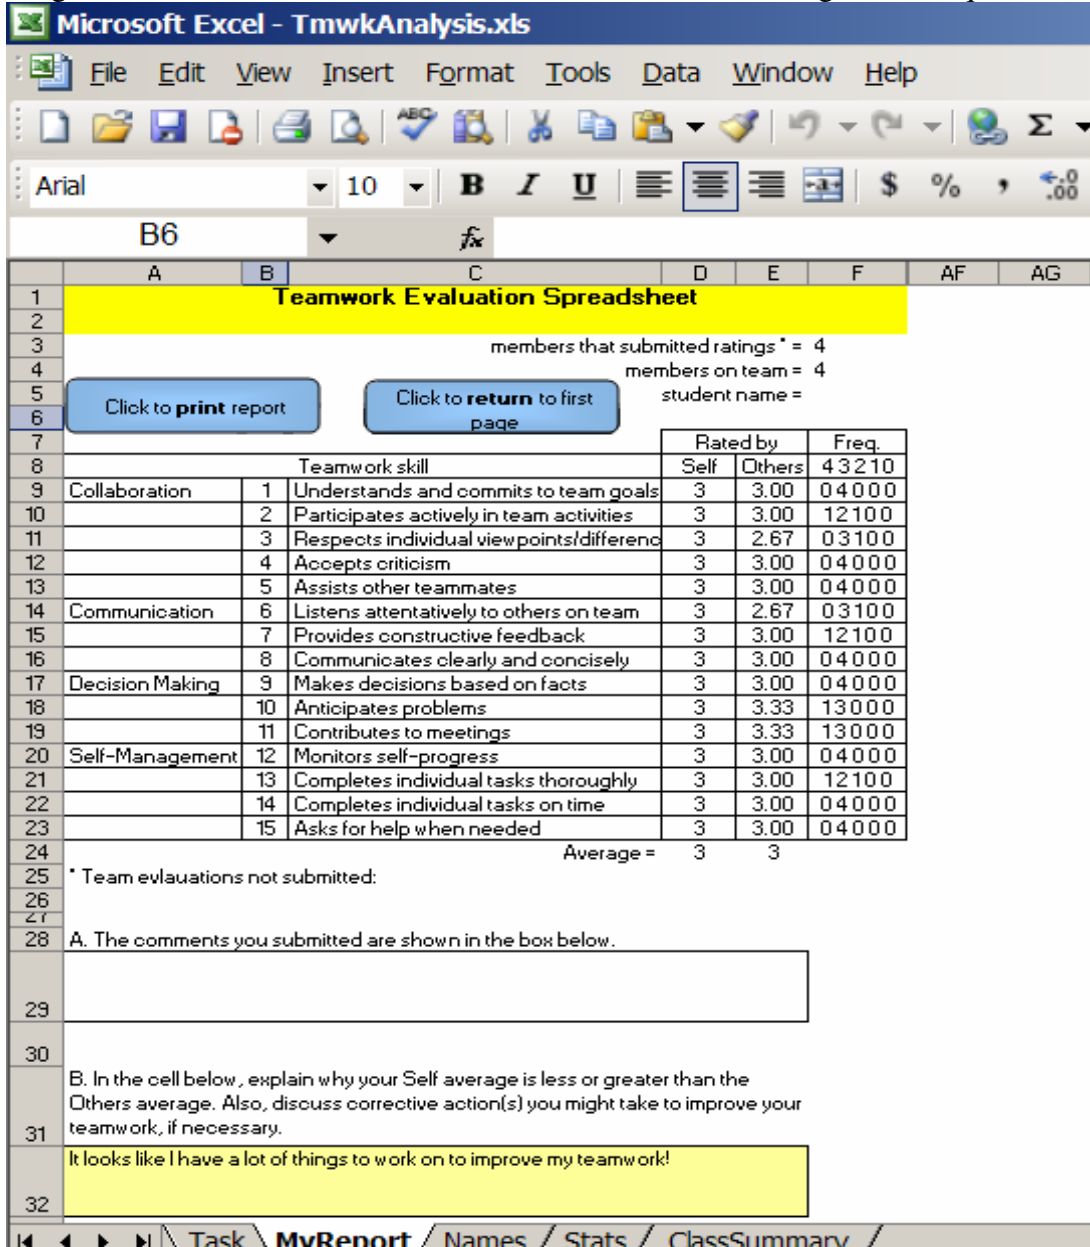 Microsoft Excel - TmwkAnalysis.xls
File Edit View Insert Format Tools Data Window Help
ABC Σ
Arial 10 B I U a $ % , .0 .00
B6 fx
A B C D E F AF AG
1 Teamwork Evaluation Spreadsheet
2
3 members that submitted ratings * = 4
4 members on team = 4
5 student name =
6
Click to print report
Click to return to first
page
7 Rated by Freq.
8 Teamwork skill Self Others 4 3 2 1 0
9 Collaboration 1 Understands and commits to team goals 3 3.00 0 4 0 0 0
10 2 Participates actively in team activities 3 3.00 1 2 1 0 0
11 3 Respects individual viewpoints/differenc 3 2.67 0 3 1 0 0
12 4 Accepts criticism 3 3.00 0 4 0 0 0
13 5 Assists other teammates 3 3.00 0 4 0 0 0
14 Communication 6 Listens attentatively to others on team 3 2.67 0 3 1 0 0
15 7 Provides constructive feedback 3 3.00 1 2 1 0 0
16 8 Communicates clearly and concisely 3 3.00 0 4 0 0 0
17 Decision Making 9 Makes decisions based on facts 3 3.00 0 4 0 0 0
18 10 Anticipates problems 3 3.33 1 3 0 0 0
19 11 Contributes to meetings 3 3.33 1 3 0 0 0
20 Self-Management 12 Monitors self-progress 3 3.00 0 4 0 0 0
21 13 Completes individual tasks thoroughly 3 3.00 1 2 1 0 0
22 14 Completes individual tasks on time 3 3.00 0 4 0 0 0
23 15 Asks for help when needed 3 3.00 0 4 0 0 0
24 Average = 3 3
25 * Team evlauations not submitted:
26
27
28 A. The comments you submitted are shown in the box below.
29
30
B. In the cell below, explain why your Self average is less or greater than the
Others average. Also, discuss corrective action(s) you might take to improve your
31 teamwork, if necessary.
It looks like I have a lot of things to work on to improve my teamwork!
32
Task MyReport Names Stats ClassSummary